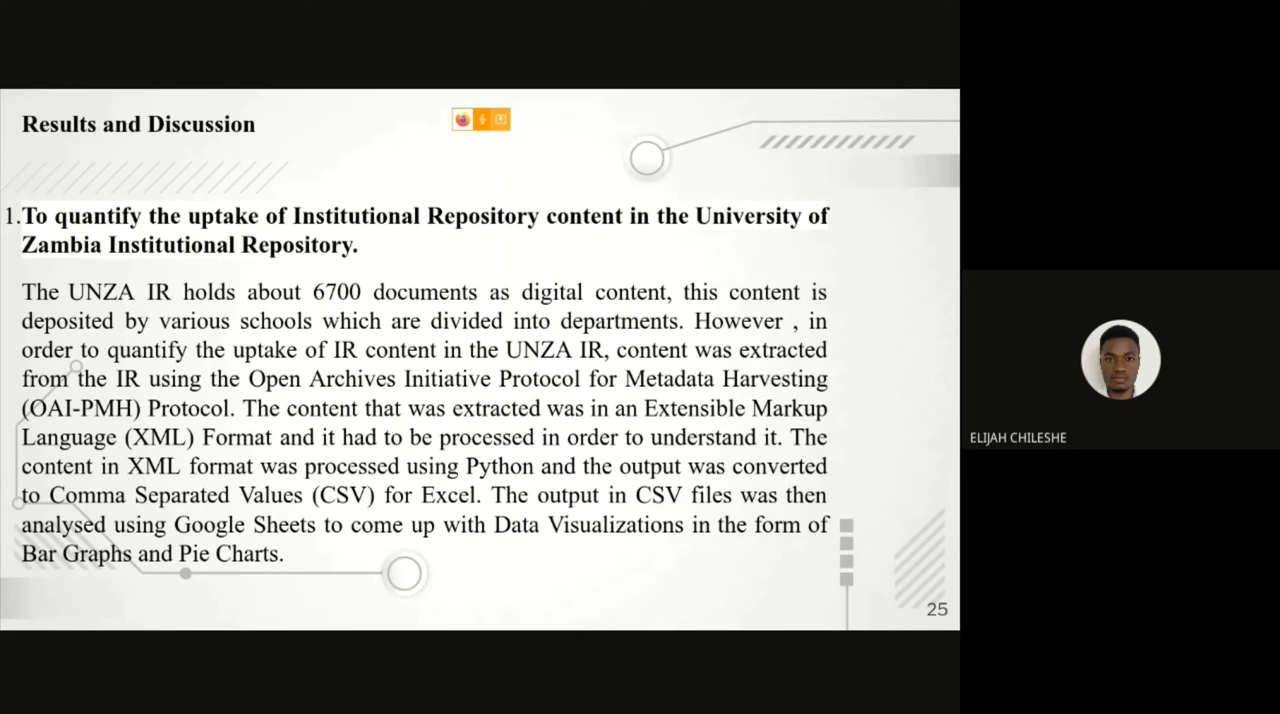 Results and Discussion
1.To quantify the uptake of Institutional Repository content in the University of
Zambia Institutional Repository.
The UNZA IR holds about 6700 documents as digital content, this content is
deposited by various schools which are divided into departments. However , in
order to quantify the uptake of IR content in the UNZA IR, content was extracted
from the IR using the Open Archives Initiative Protocol for Metadata Harvesting
(OAI-PMH) Protocol. The content that was extracted was in an Extensible Markup
Language (XML) Format and it had to be processed in order to understand it. The
content in XML format was processed using Python and the output was converted
to Comma Separated Values (CSV) for Excel. The output in CSV files was then
analysed using Google Sheets to come up with Data Visualizations in the form of
Bar Graphs and Pie Charts.
25
ELIJAH CHILESHE